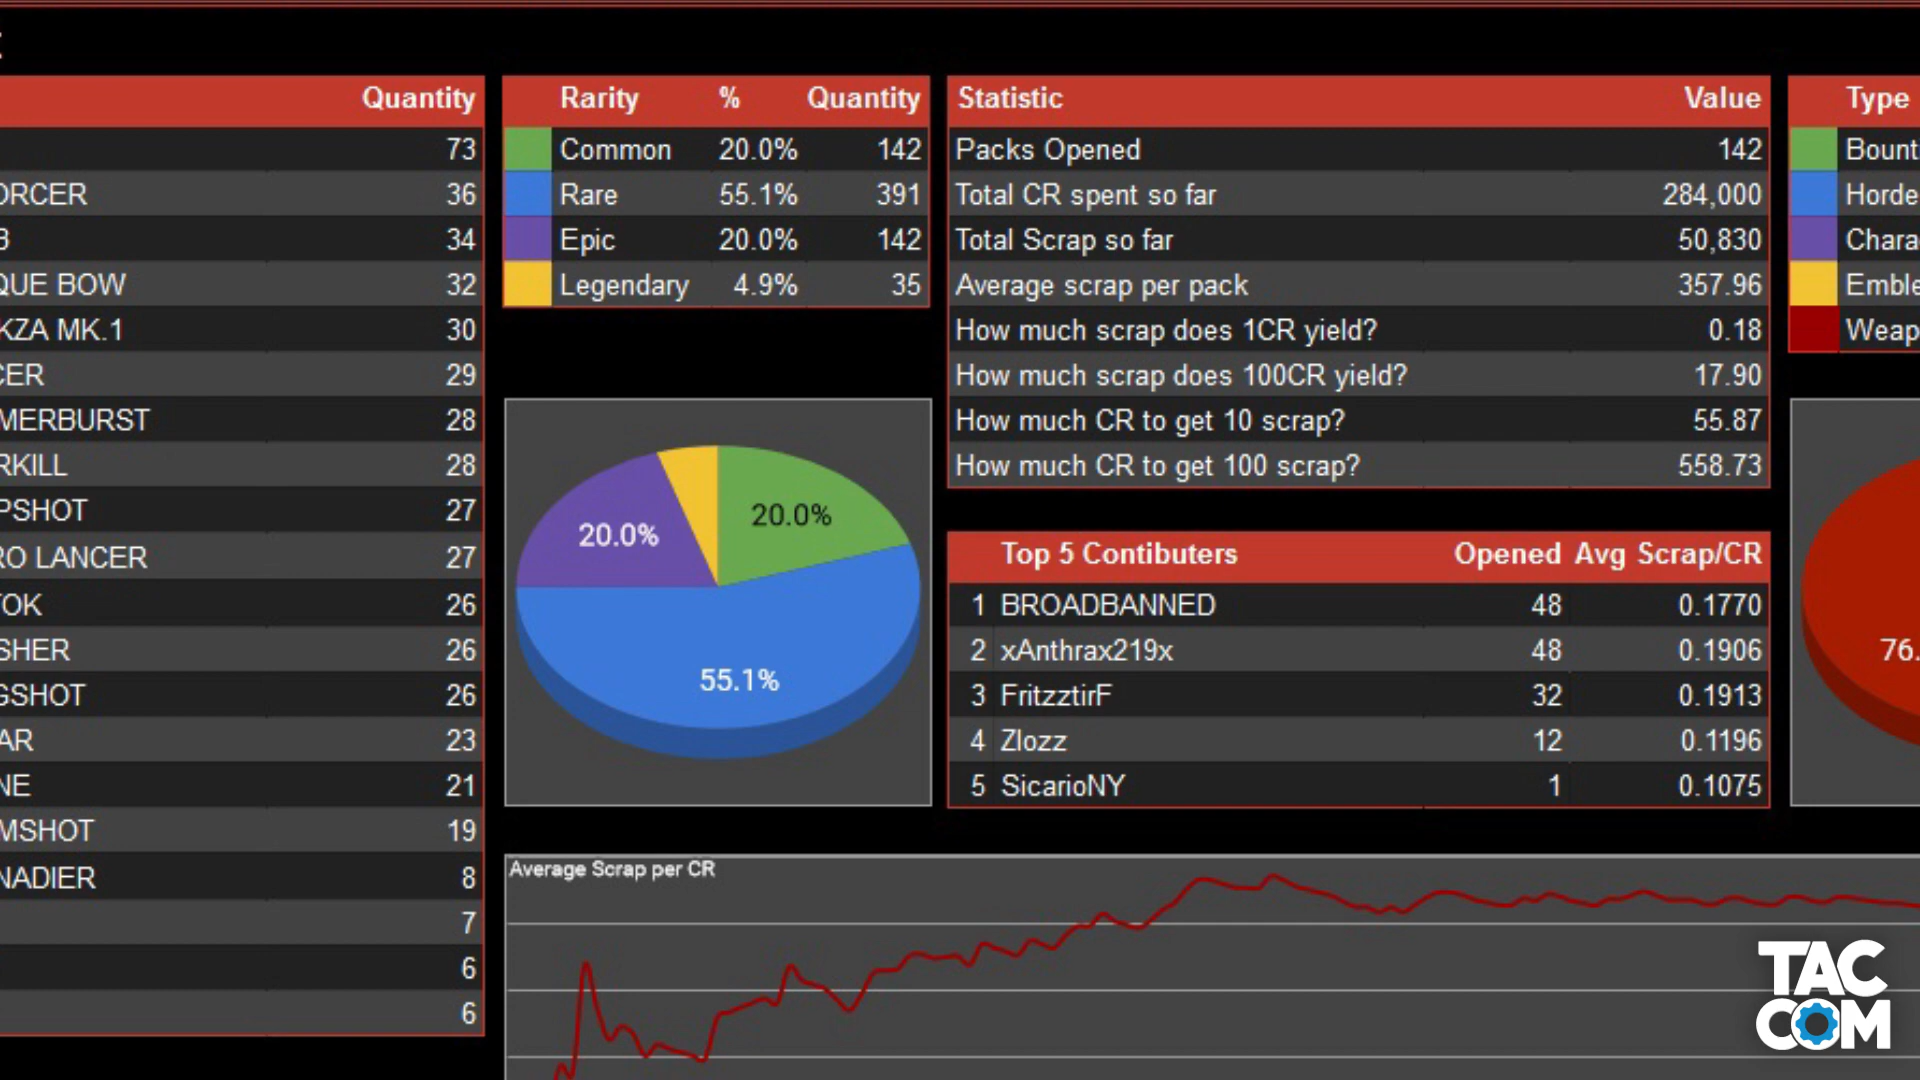 Quantity
73
ORCER 36
34
QUE BOW 32
KZA MK.1 30
CER 29
MERBURST 28
RKILL 28
PSHOT 27
RO LANCER 27
TOK 26
SHER 26
GSHOT 26
AR 23
NE 21
MSHOT 19
NADIER 8
7
6
6
Rarity % Quantity
Common 20.0% 142
Rare 55.1% 391
Epic 20.0% 142
Legendary 4.9% 35
20.0%
20.0%
55.1%
Statistic Value
Packs Opened 142
Total CR spent so far 284,000
Total Scrap so far 50,830
Average scrap per pack 357.96
How much scrap does 1CR yield? 0.18
How much scrap does 100CR yield? 17.90
How much CR to get 10 scrap? 55.87
How much CR to get 100 scrap? 558.73
Top 5 Contibuters Opened Avg Scrap/CR
1 BROADBANNED 48 0.1770
2 xAnthrax219x 48 0.1906
3 FritzztirF 32 0.1913
4 Zlozz 12 0.1196
5 SicarioNY 1 0.1075
Type
Bount
Horde
Chara
Emble
Weap
76.
Average Scrap per CR
TAC
COM